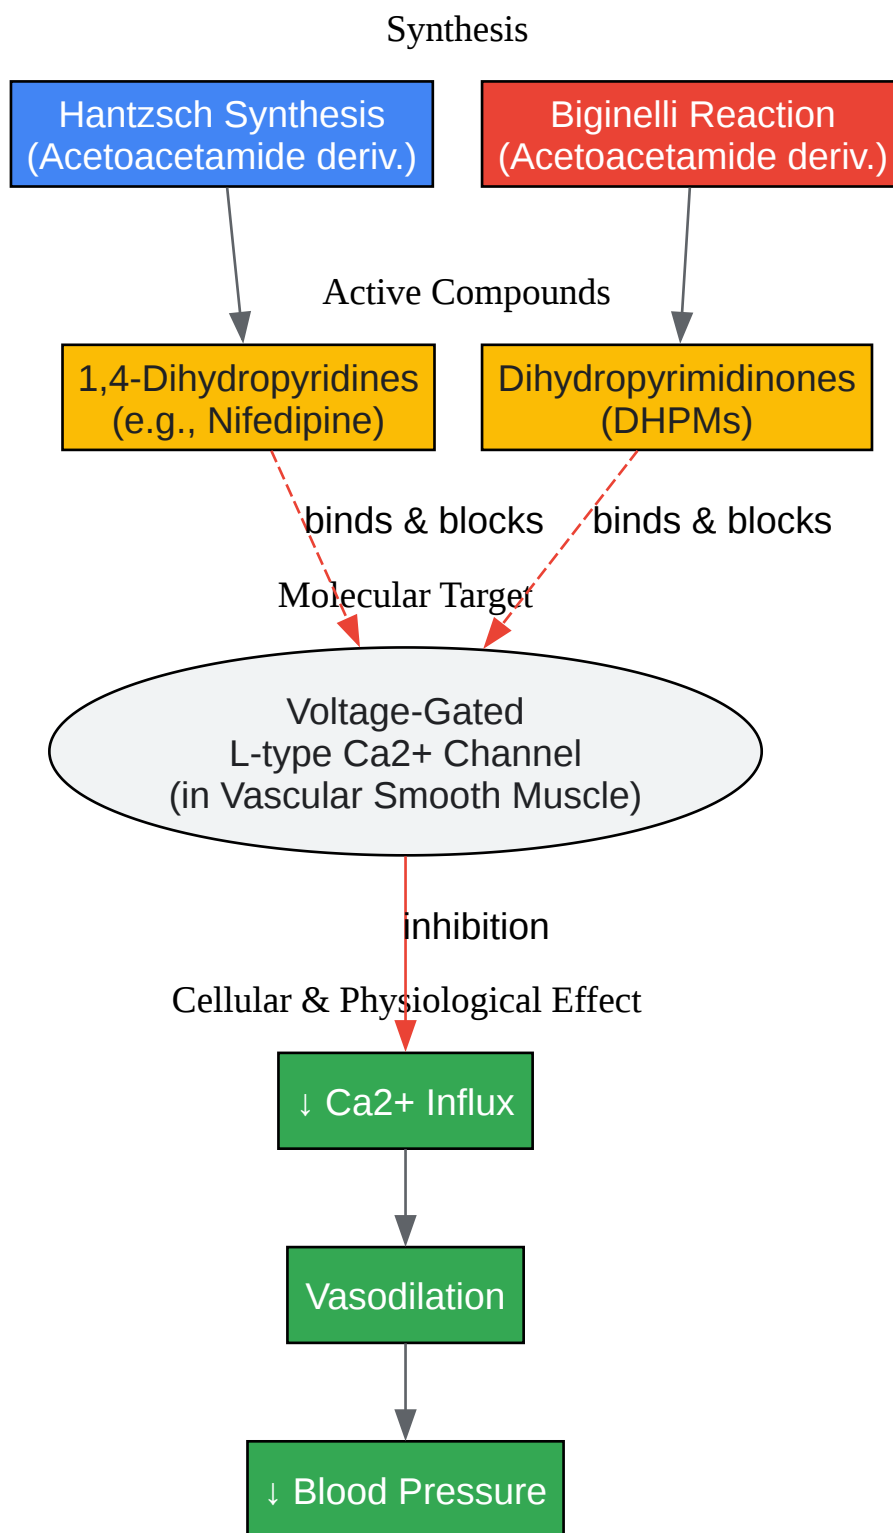 Synthesis
Hantzsch Synthesis
(Acetoacetamide deriv.)
Biginelli Reaction
(Acetoacetamide deriv.)
Active Compounds
1,4-Dihydropyridines
(e.g., Nifedipine)
Dihydropyrimidinones
(DHPMs)
binds & blocks
binds & blocks
Molecular Target
Voltage-Gated
L-type Ca2+ Channel
(in Vascular Smooth Muscle)
inhibition
Cellular & Physiological Effect
↓ Ca2+ Influx
Vasodilation
↓ Blood Pressure